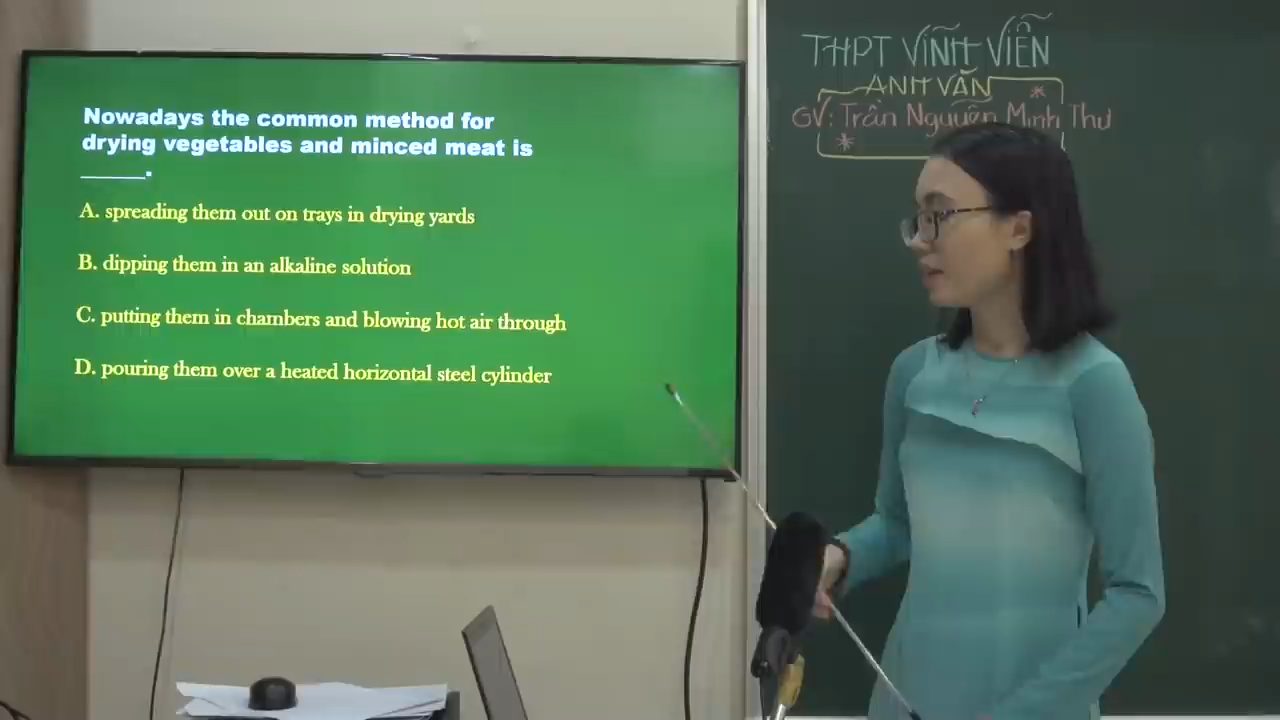 Nowadays the common method for
drying vegetables and minced meat is
______.
A. spreading them out on trays in drying yards
B. dipping them in an alkaline solution
C. putting them in chambers and blowing hot air through
D. pouring them over a heated horizontal steel cylinder
THPT VĨNH VIỄN
ANH VĂN
GV: Trần Nguyễn Minh Thư